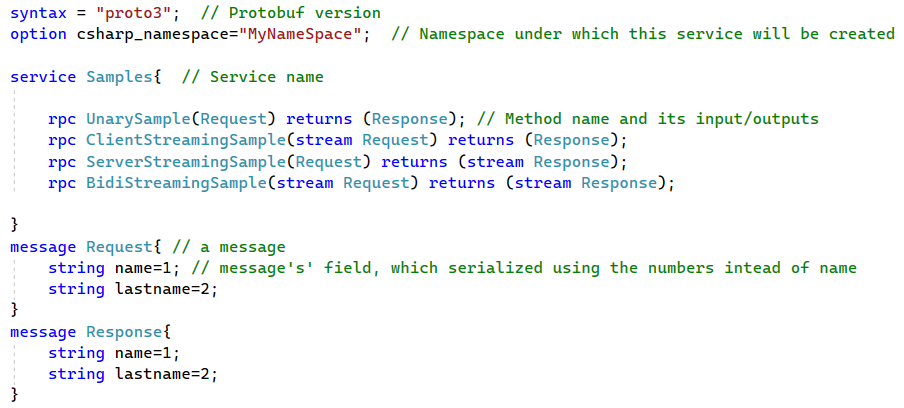 syntax = "proto3";  // Protobuf version
option csharp_namespace="MyNameSpace";  // Namespace under which this service will be created
service Samples{  // Service name
rpc UnarySample(Request) returns (Response); // Method name and its input/outputs
rpc ClientStreamingSample(stream Request) returns (Response);
rpc ServerStreamingSample(Request) returns (stream Response);
rpc BidiStreamingSample(stream Request) returns (stream Response);
}
message Request{ // a message
string name=1; // message's' field, which serialized using the numbers intead of name
string lastname=2;
}
message Response{
string name=1;
string lastname=2;
}